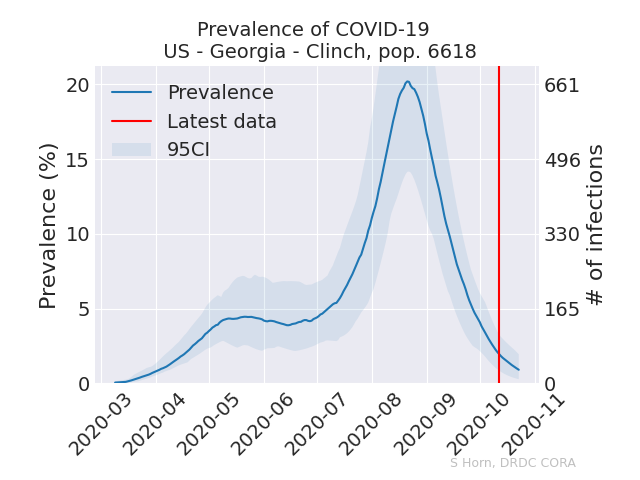 Prevalence of COVID-19
US - Georgia - Clinch, pop. 6618
Prevalence
Latest data
95CI
Prevalence (%)
20
15
10
5
0
# of infections
661
496
330
165
0
2020-03
2020-04
2020-05
2020-06
2020-07
2020-08
2020-09
2020-10
2020-11
S Horn, DRDC CORA